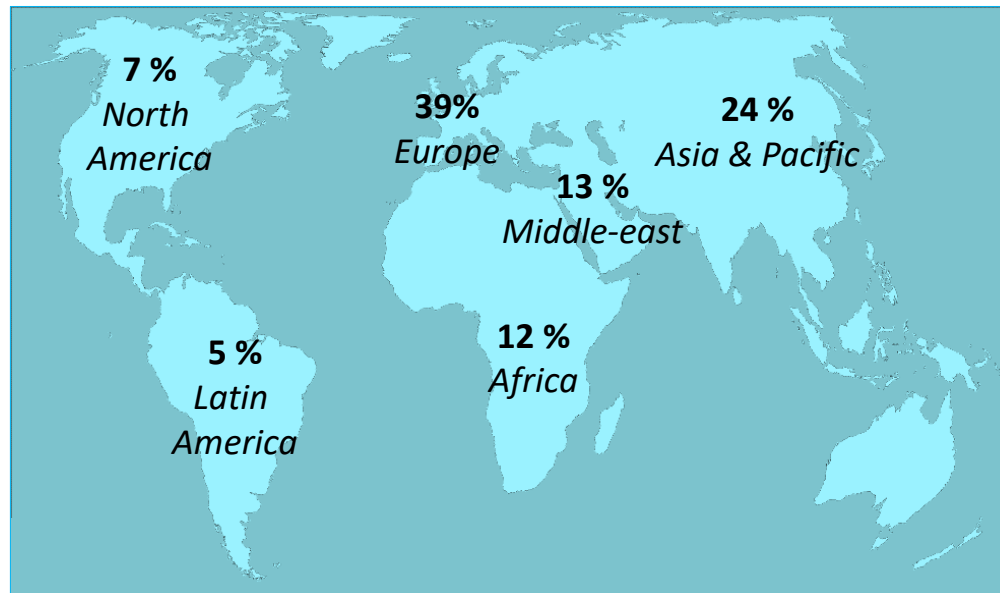 7 %
North
America
39%
Europe
24 %
Asia & Pacific
13 %
Middle-east
12 %
Africa
5 %
Latin
America